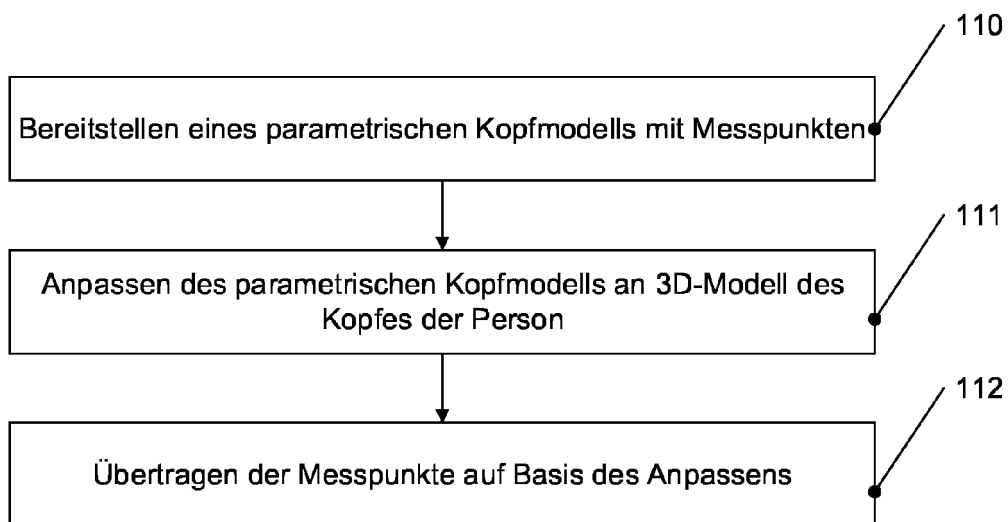 110
Bereitstellen eines parametrischen Kopfmodells mit Messpunkten
111
Anpassen des parametrischen Kopfmodells an 3D-Modell des
Kopfes der Person
112
Übertragen der Messpunkte auf Basis des Anpassens